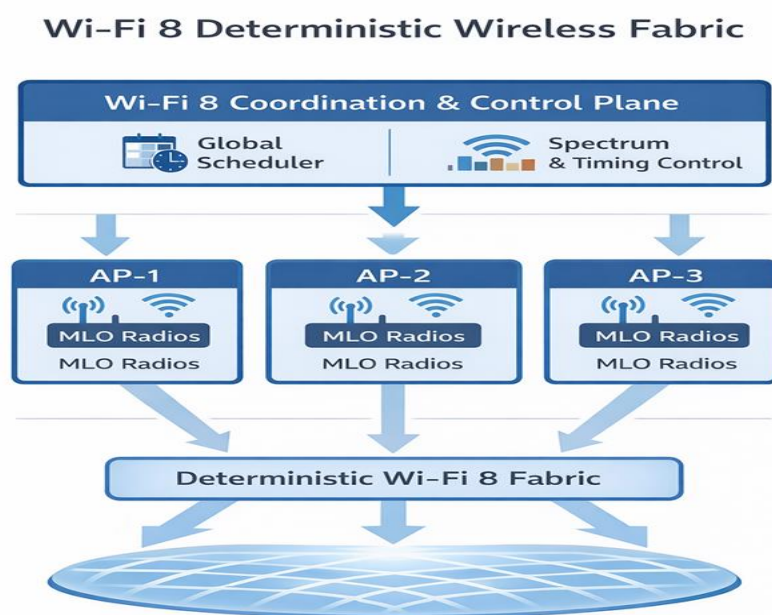 Wi-Fi 8 Deterministic Wireless Fabric
Wi-Fi 8 Coordination & Control Plane
Global
Scheduler
Spectrum
& Timing Control
AP-1
MLO Radios
MLO Radios
AP-2
MLO Radios
MLO Radios
AP-3
MLO Radios
MLO Radios
Deterministic Wi-Fi 8 Fabric